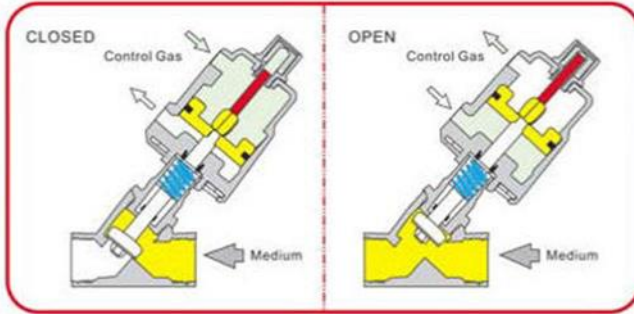 CLOSED
Control Gas
Medium
OPEN
Control Gas
Medium